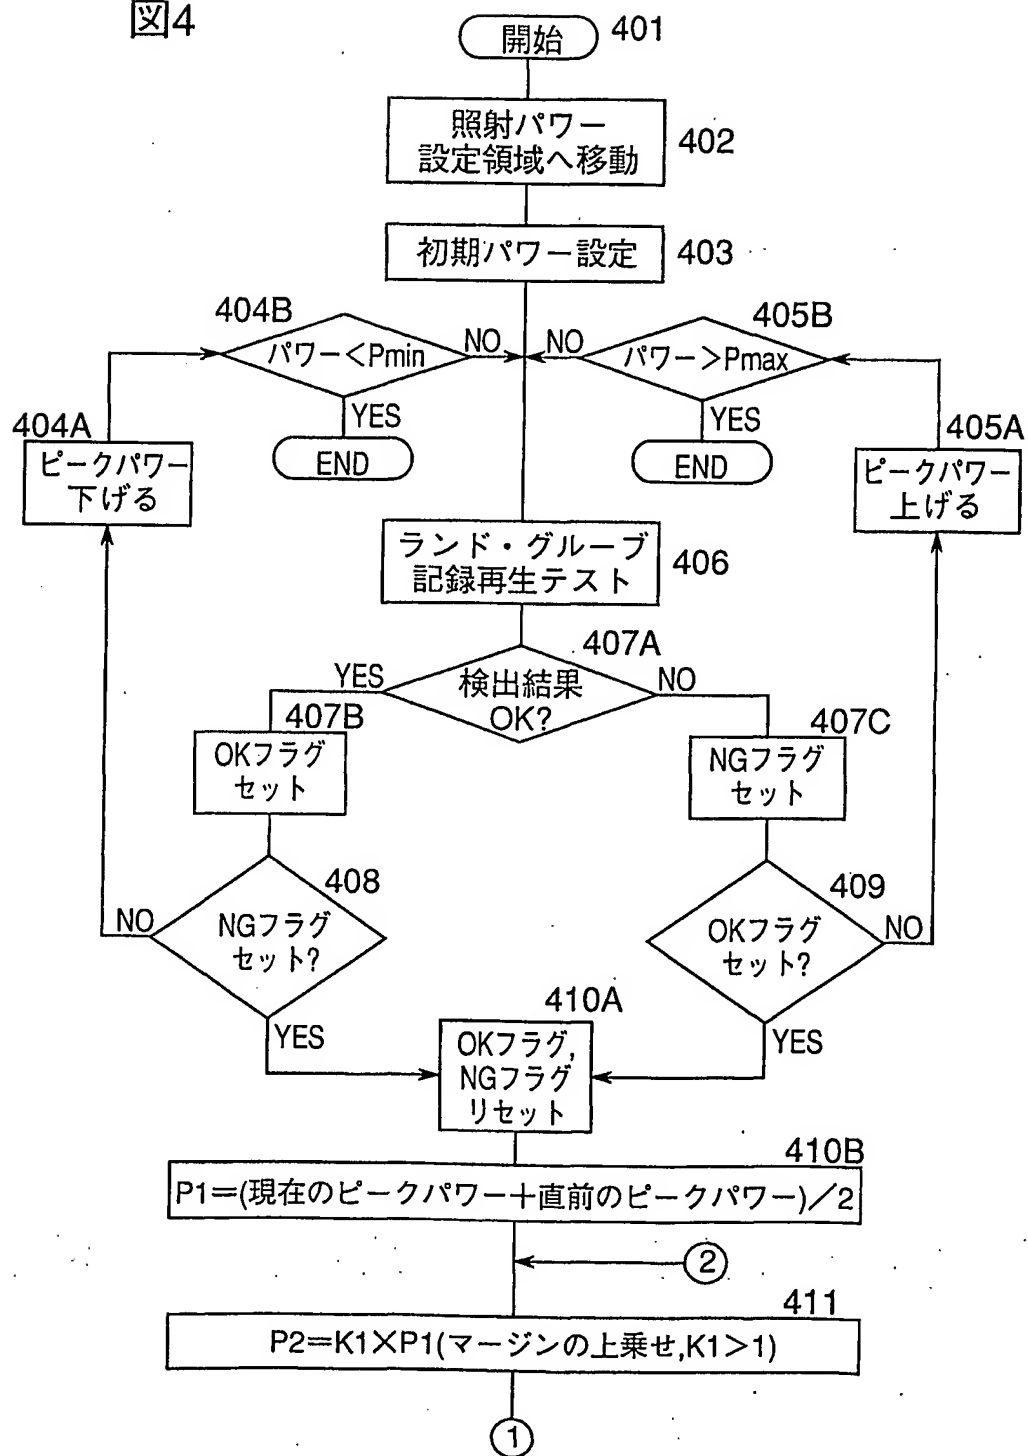 図4
開始
401
照射パワー
設定領域へ移動
402
初期パワー設定
403
404B
パワー<Pmin
NO
YES
END
405B
NO
パワー>Pmax
YES
END
404A
ピークパワー
下げる
405A
ピークパワー
上げる
ランド・グルーブ
記録再生テスト
406
407A
YES
検出結果
OK?
NO
407B
OKフラグ
セット
407C
NGフラグ
セット
408
NO
NGフラグ
セット?
YES
409
OKフラグ
セット?
NO
YES
410A
OKフラグ,
NGフラグ
リセット
410B
P1=(現在のピークパワー+直前のピークパワー)/2
2
411
P2=K1×P1(マージンの上乗せ,K1>1)
1